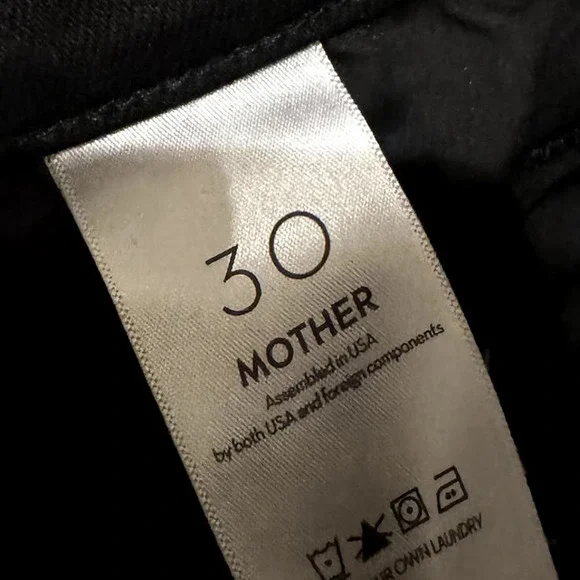 30
MOTHER
Assembled in USA
by both USA and foreign components
OWN LAUNDRY